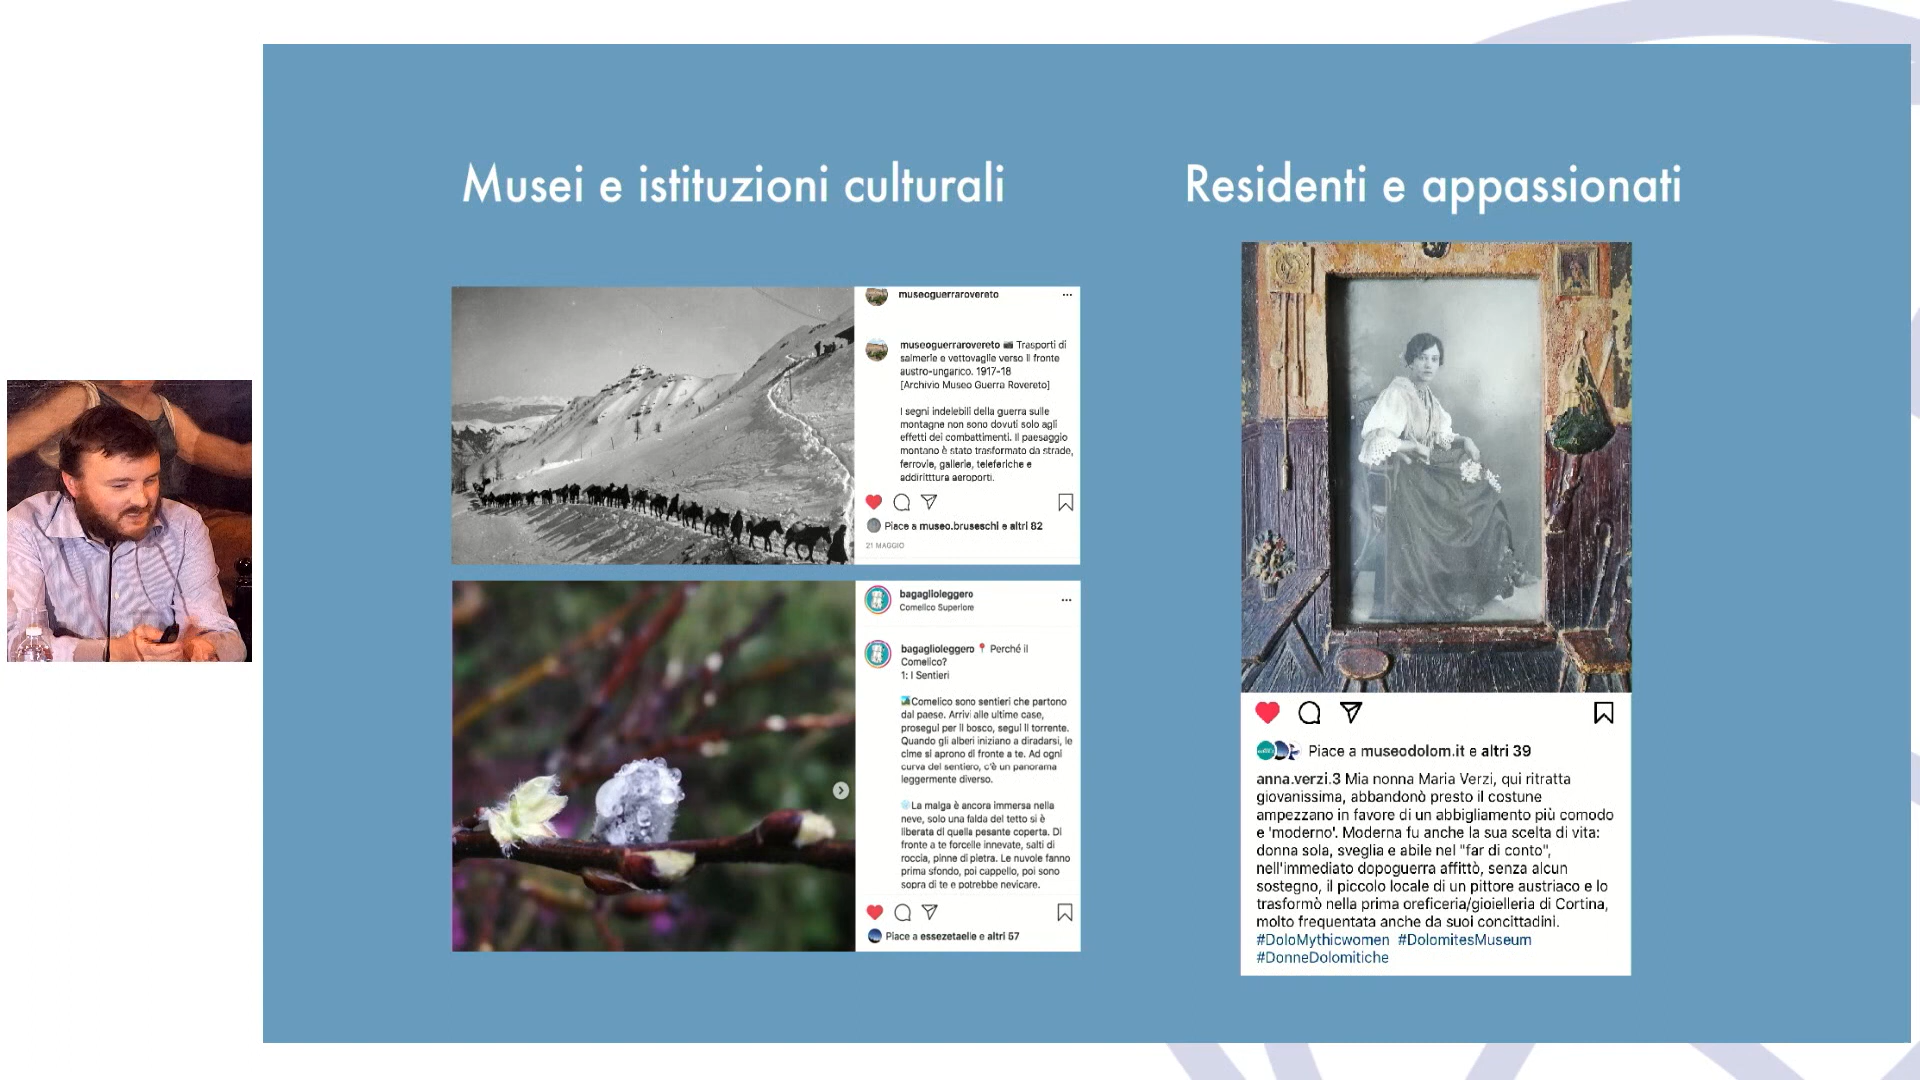 Musei e istituzioni culturali
museoguerrarovereto
museoguerrarovereto 📷 Trasporti di
salmerie e vettovaglie verso il fronte
austro-ungarico. 1917-18
[Archivio Museo Guerra Rovereto]
I segni indelebili della guerra sulle
montagne non sono dovuti solo agli
effetti dei combattimenti. Il paesaggio
montano è stato trasformato da strade,
ferrovie, gallerie, teleferiche e
addirittura aeroporti.
Piace a museo.bruseschi e altri 82
21 MAGGIO
bagaglioleggero
Comelico Superiore
bagaglioleggero 📍 Perché il
Comelico?
1: I Sentieri
Comelico sono sentieri che partono
dal paese. Arrivi alle ultime case,
prosegui per il bosco, segui il torrente.
Quando gli alberi iniziano a diradarsi, le
cime si aprono di fronte a te. Ad ogni
curva del sentiero, c'è un panorama
leggermente diverso.
La malga è ancora immersa nella
neve, solo una falda del tetto si è
liberata di quella pesante coperta. Di
fronte a te forcelle innevate, salti di
roccia, pinne di pietra. Le nuvole fanno
prima sfondo, poi cappello, poi sono
sopra di te e potrebbe nevicare.
Piace a essezetaelle e altri 57
Residenti e appassionati
Piace a museodolom.it e altri 39
anna.verzi.3 Mia nonna Maria Verzi, qui ritratta
giovanissima, abbandonò presto il costume
ampezzano in favore di un abbigliamento più comodo
e 'moderno'. Moderna fu anche la sua scelta di vita:
donna sola, sveglia e abile nel "far di conto",
nell'immediato dopoguerra affittò, senza alcun
sostegno, il piccolo locale di un pittore austriaco e lo
trasformò nella prima oreficeria/gioielleria di Cortina,
molto frequentata anche da suoi concittadini.
#DoloMythicwomen #DolomitesMuseum
#DonneDolomitiche